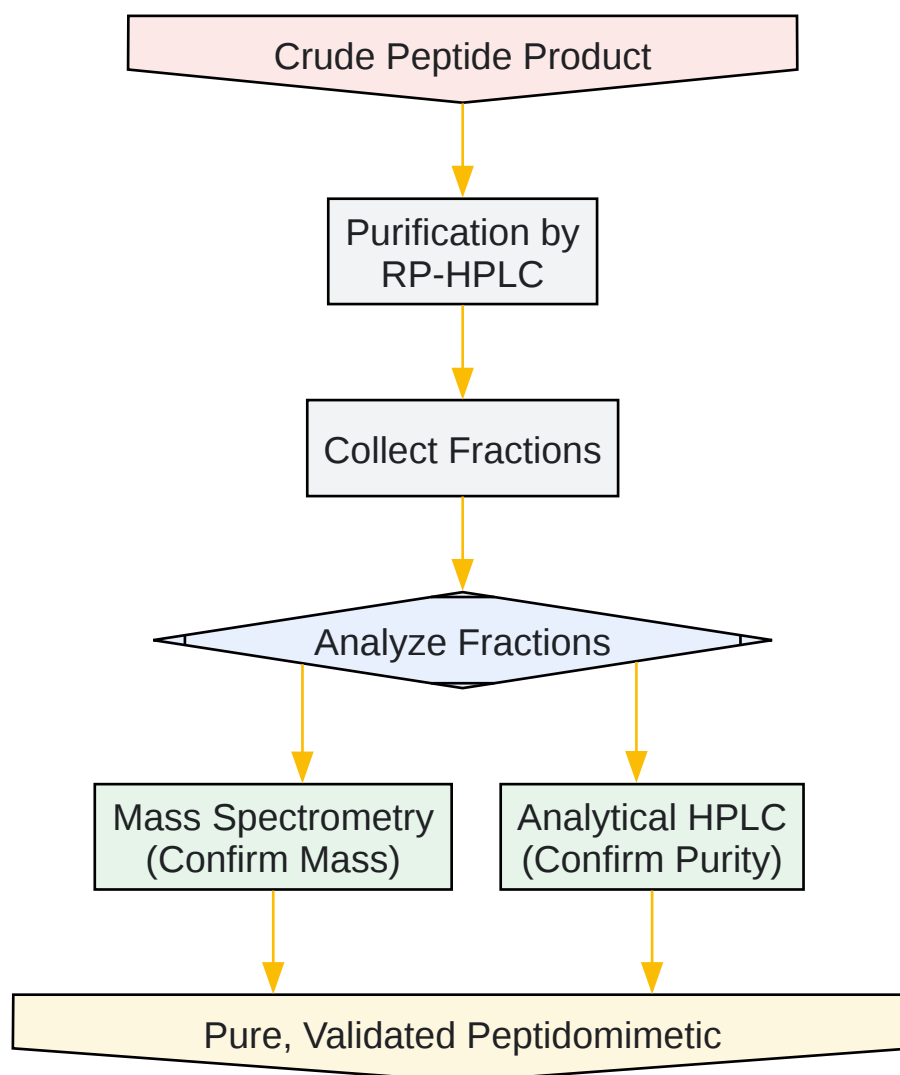 Crude Peptide Product
Purification by
RP-HPLC
Collect Fractions
Analyze Fractions
Mass Spectrometry
(Confirm Mass)
Analytical HPLC
(Confirm Purity)
Pure, Validated Peptidomimetic